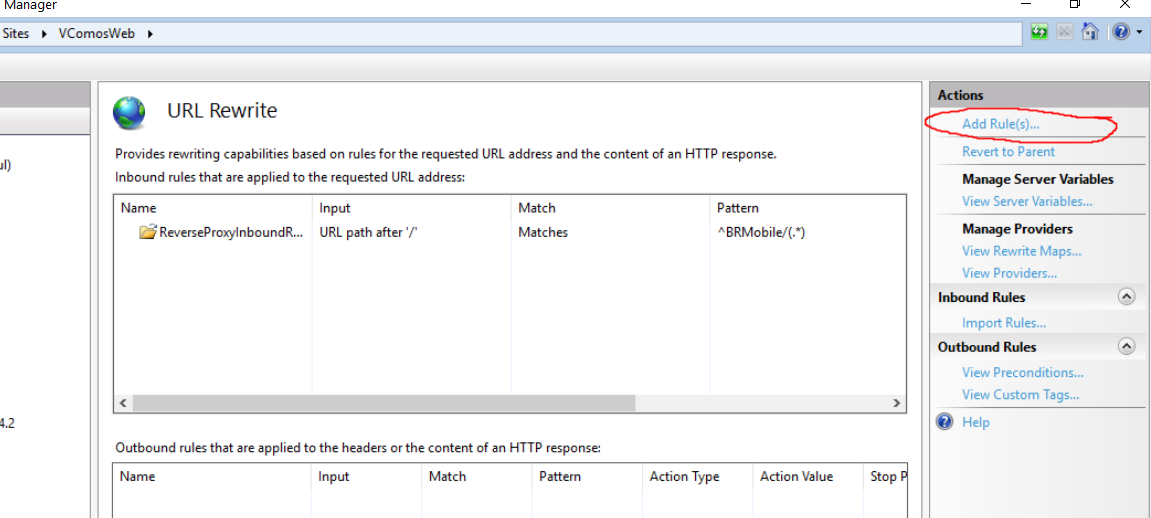 Manager
Sites ▸ VComosWeb ▸
URL Rewrite
Provides rewriting capabilities based on rules for the requested URL address and the content of an HTTP response.
Inbound rules that are applied to the requested URL address:
Name Input Match Pattern
ReverseProxyInboundR... URL path after '/' Matches ^BRMobile/(.*)
Outbound rules that are applied to the headers or the content of an HTTP response:
Name Input Match Pattern Action Type Action Value Stop P
ul)
4.2
Actions
Add Rule(s)...
Revert to Parent
Manage Server Variables
View Server Variables...
Manage Providers
View Rewrite Maps...
View Providers...
Inbound Rules
Import Rules...
Outbound Rules
View Preconditions...
View Custom Tags...
Help